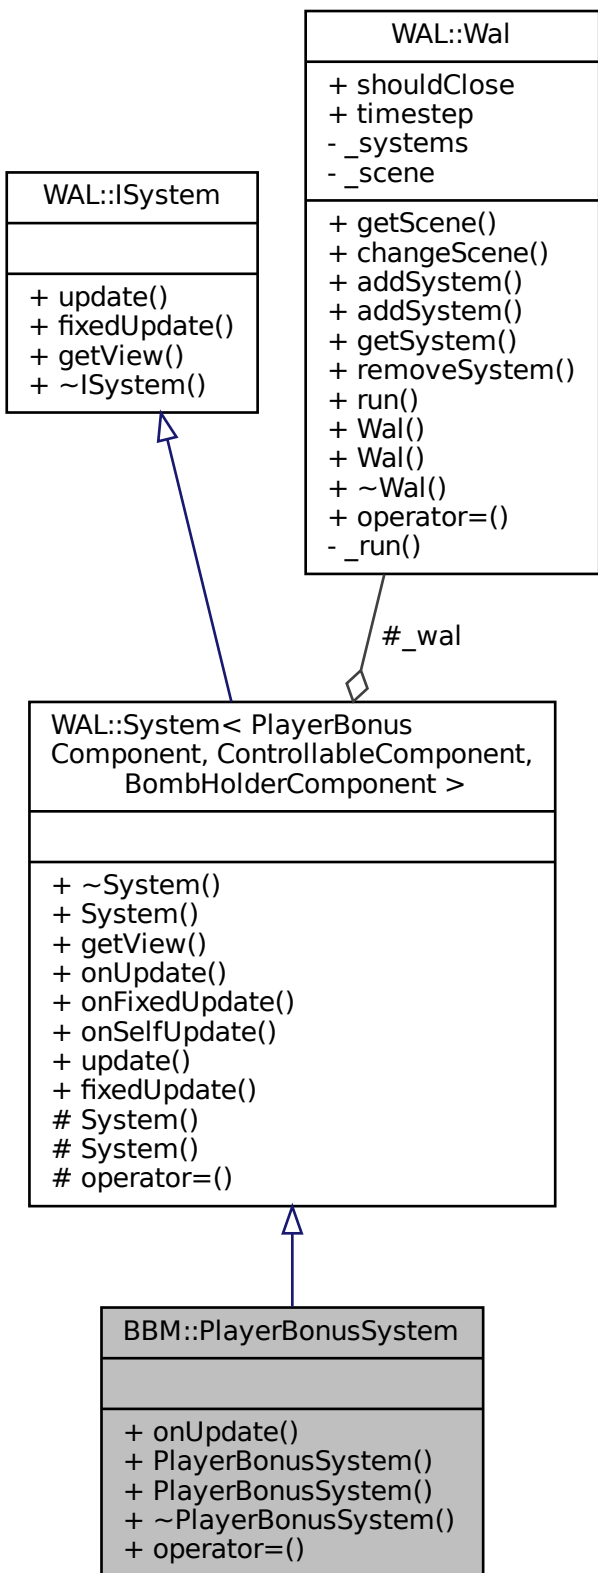 WAL::Wal
+ shouldClose
+ timestep
- _systems
- _scene
+ getScene()
+ changeScene()
+ addSystem()
+ addSystem()
+ getSystem()
+ removeSystem()
+ run()
+ Wal()
+ Wal()
+ ~Wal()
+ operator=()
- _run()
WAL::ISystem
+ update()
+ fixedUpdate()
+ getView()
+ ~ISystem()
#_wal
WAL::System< PlayerBonus
Component, ControllableComponent,
BombHolderComponent >
+ ~System()
+ System()
+ getView()
+ onUpdate()
+ onFixedUpdate()
+ onSelfUpdate()
+ update()
+ fixedUpdate()
# System()
# System()
# operator=()
BBM::PlayerBonusSystem
+ onUpdate()
+ PlayerBonusSystem()
+ PlayerBonusSystem()
+ ~PlayerBonusSystem()
+ operator=()